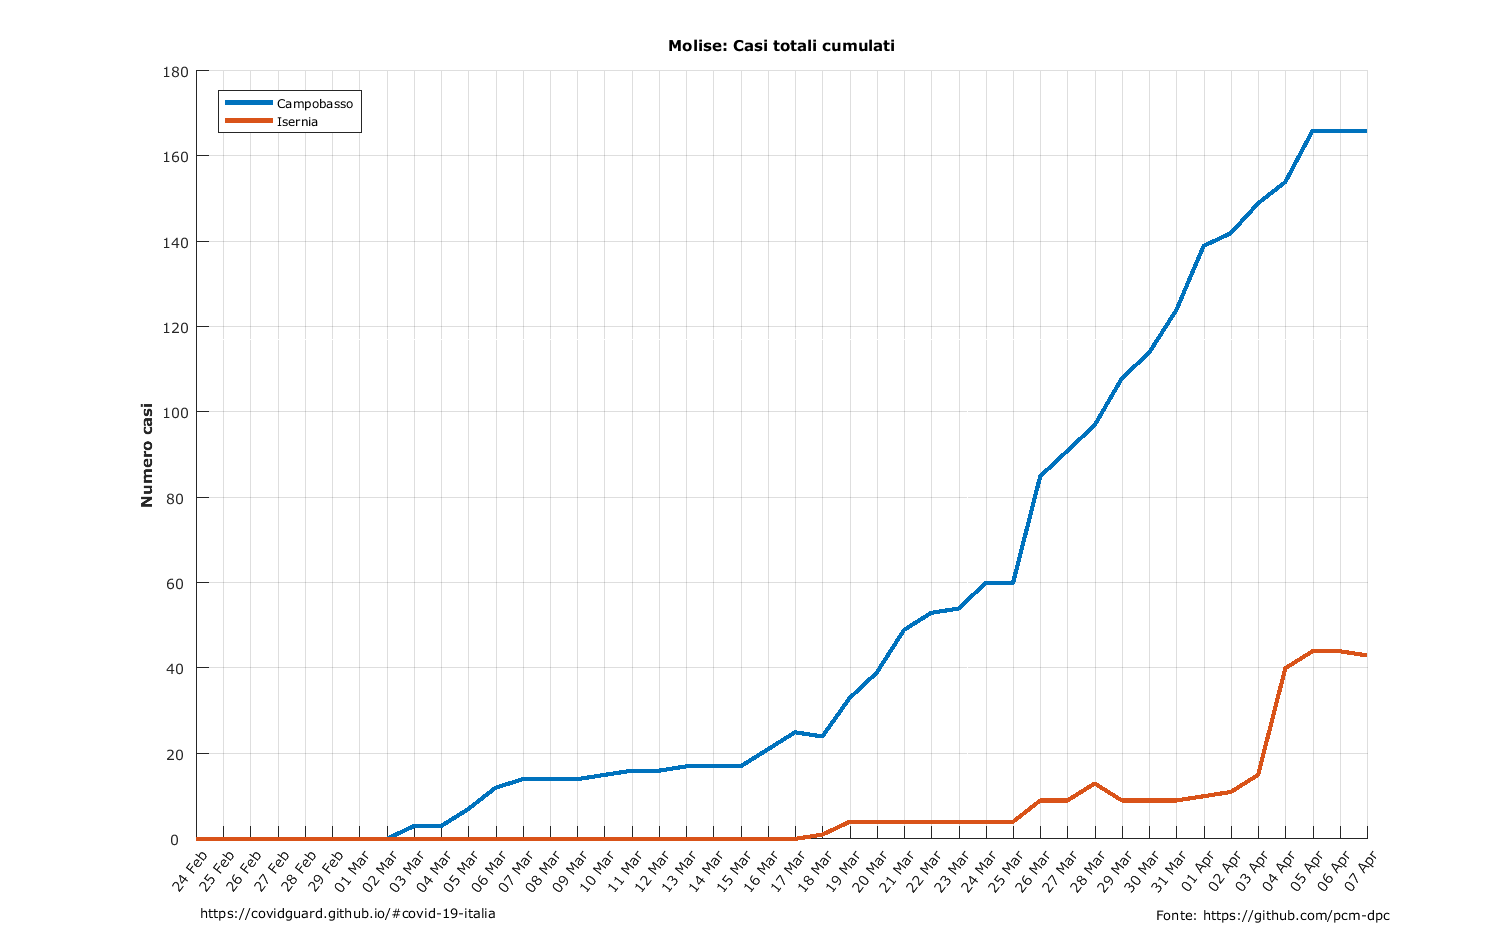 Molise: Casi totali cumulati
180
160
140
120
100
80
60
40
20
0
Numero casi
Campobasso
Isernia
24 Feb
25 Feb
26 Feb
27 Feb
28 Feb
29 Feb
01 Mar
02 Mar
03 Mar
04 Mar
05 Mar
06 Mar
07 Mar
08 Mar
09 Mar
10 Mar
11 Mar
12 Mar
13 Mar
14 Mar
15 Mar
16 Mar
17 Mar
18 Mar
19 Mar
20 Mar
21 Mar
22 Mar
23 Mar
24 Mar
25 Mar
26 Mar
27 Mar
28 Mar
29 Mar
30 Mar
31 Mar
01 Apr
02 Apr
03 Apr
04 Apr
05 Apr
06 Apr
07 Apr
https://covidguard.github.io/#covid-19-italia
Fonte: https://github.com/pcm-dpc